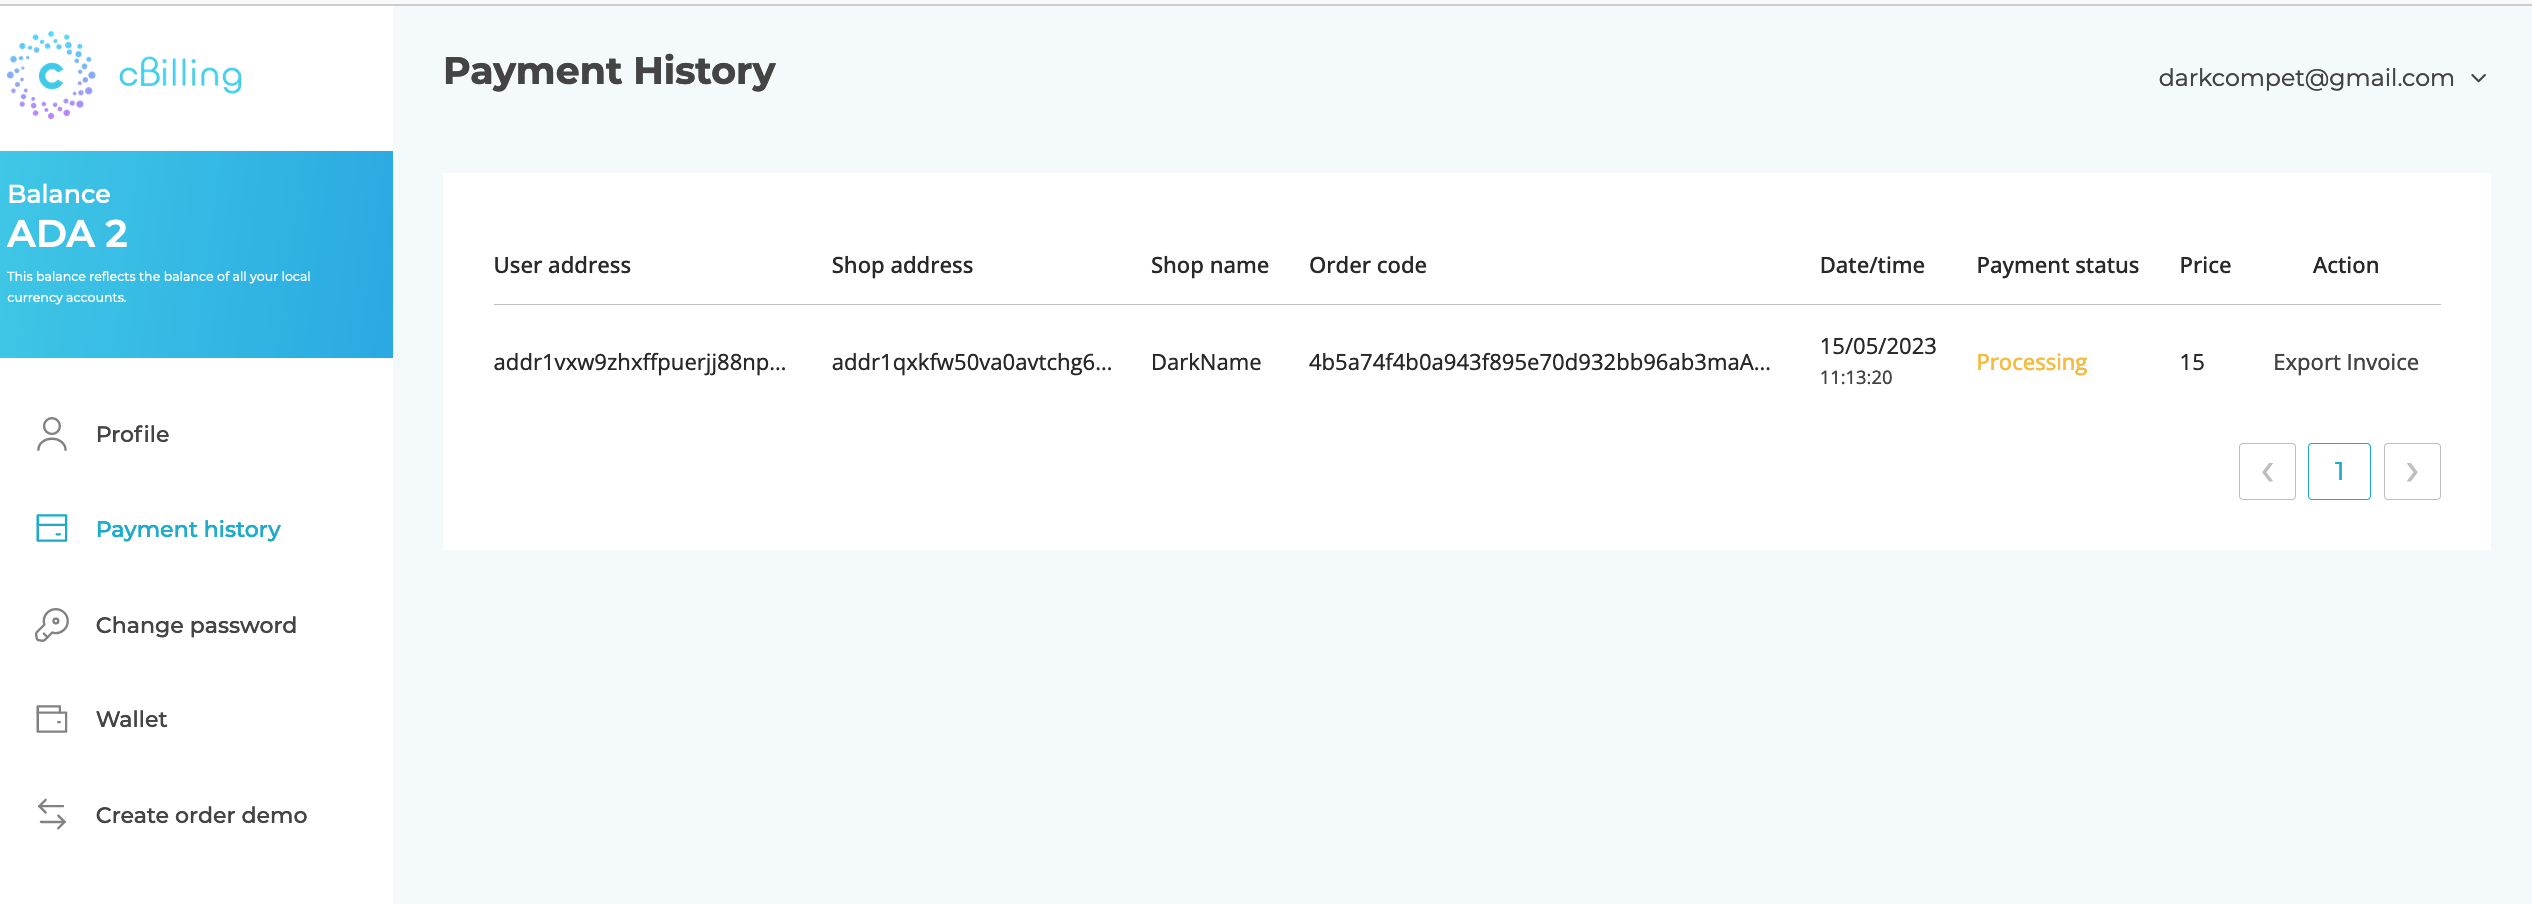 cBilling
Payment History
darkcompet@gmail.com
Balance
ADA 2
This balance reflects the balance of all your local
currency accounts.
Profile
Payment history
Change password
Wallet
Create order demo
User address Shop address Shop name Order code Date/time Payment status Price Action
addr1vxw9zhxffpuerjj88np... addr1qxkfw50va0avtchg6... DarkName 4b5a74f4b0a943f895e70d932bb96ab3maA... 15/05/2023 Processing 15 Export Invoice
11:13:20
1